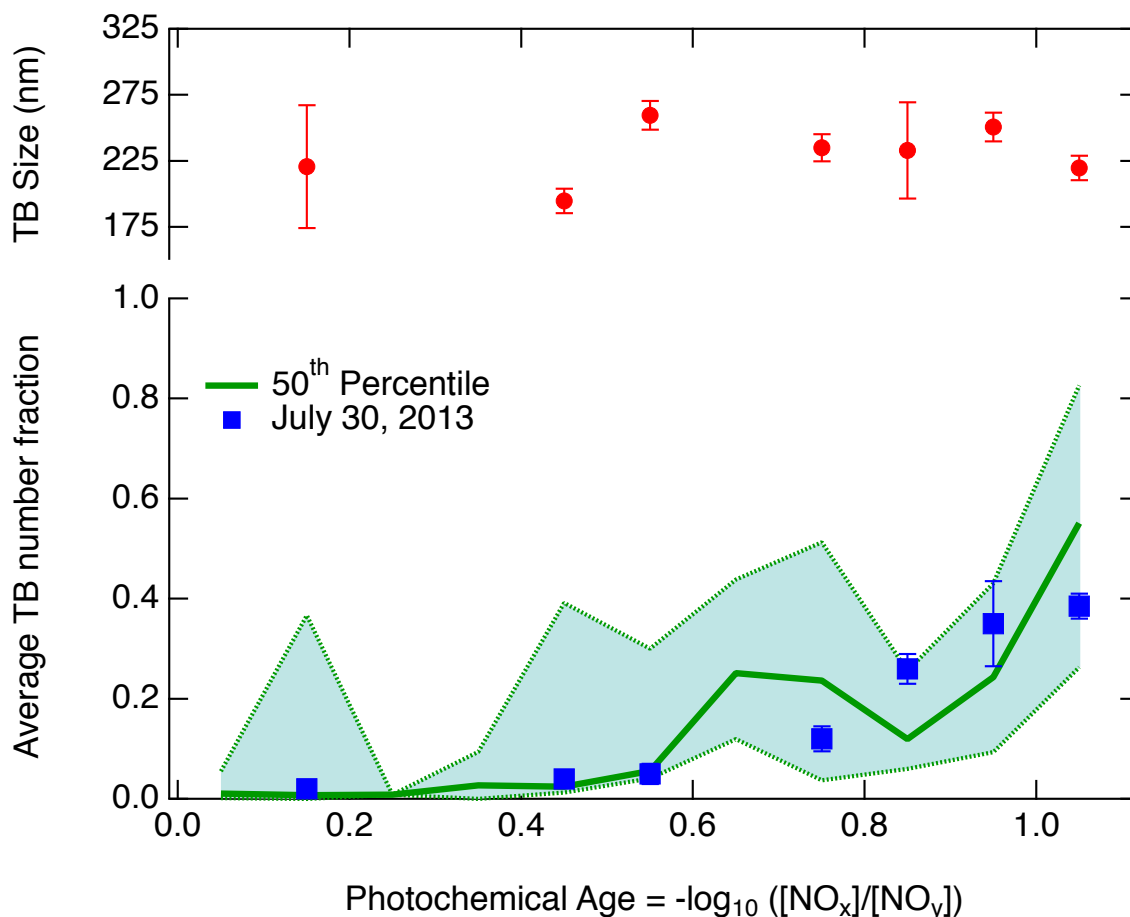 TB Size (nm)
325
275
225
175
Average TB number fraction
1.0
0.8
0.6
0.4
0.2
0.0
50th Percentile
July 30, 2013
0.0 0.2 0.4 0.6 0.8 1.0
Photochemical Age = -log10 ([NOx]/[NOy])